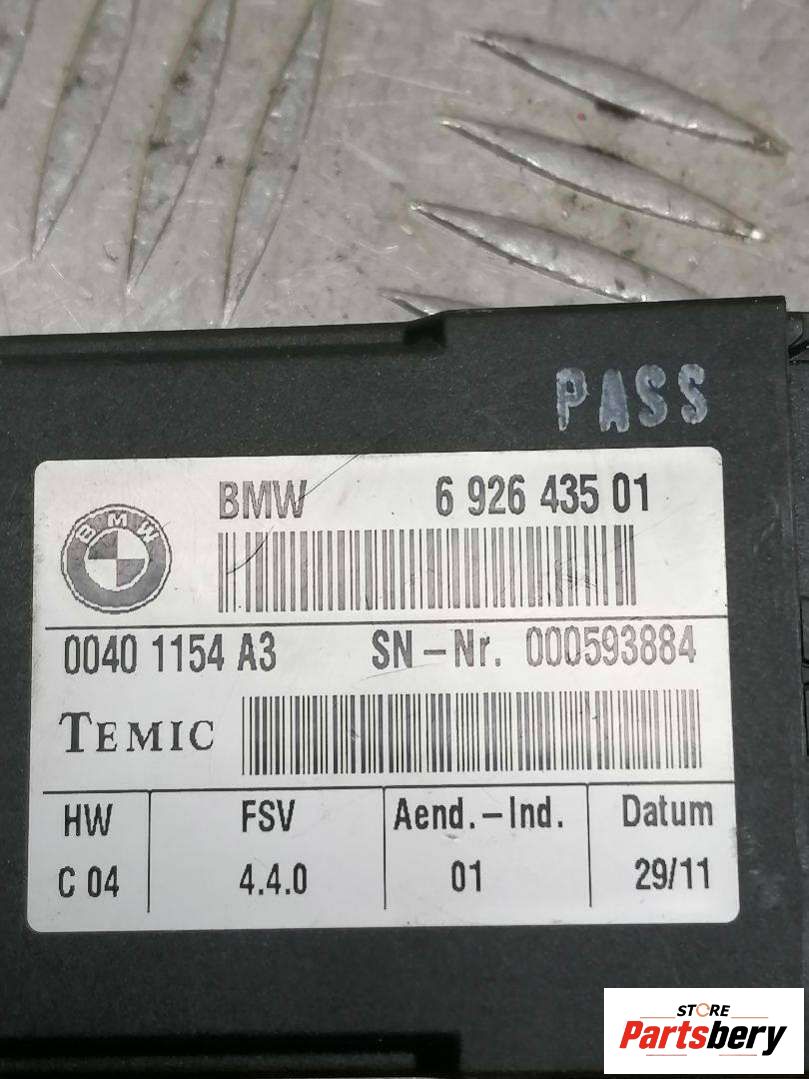 PASS
BMW 6 926 435 01
BMW
0040 1154 A3 SN-Nr. 000593884
TEMIC
HW FSV Aend.-Ind. Datum
C 04 4.4.0 01 29/11
STORE
Partsbery